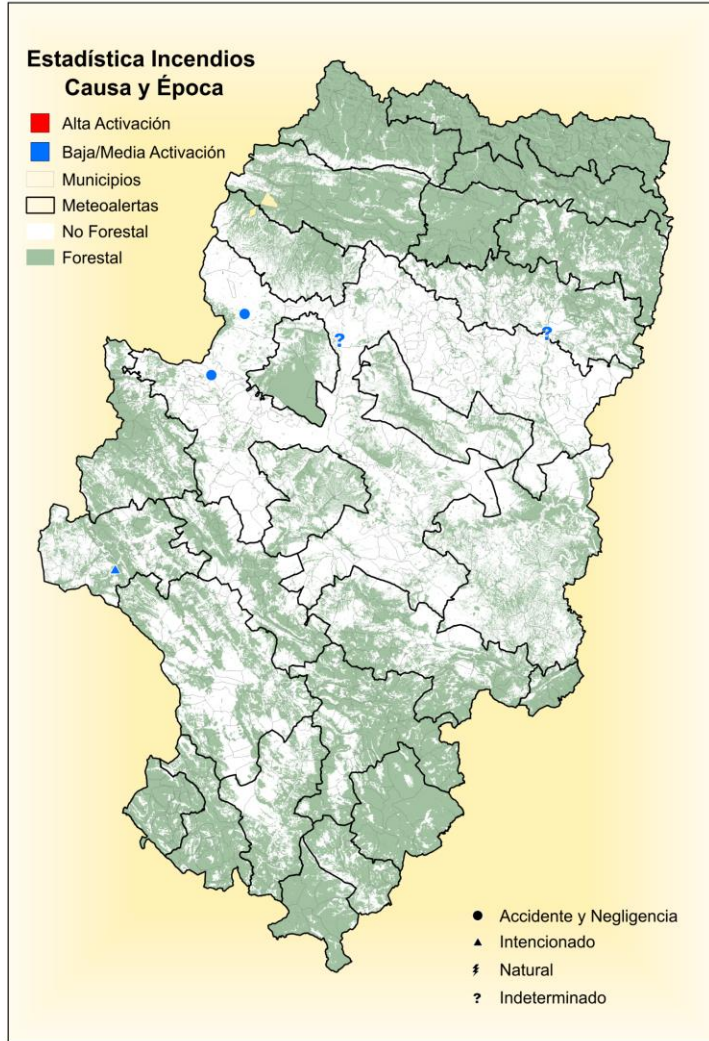 Estadística Incendios
Causa y Época
Alta Activación
Baja/Media Activación
Municipios
Meteoalertas
No Forestal
Forestal
?
?
Accidente y Negligencia
Intencionado
Natural
? Indeterminado